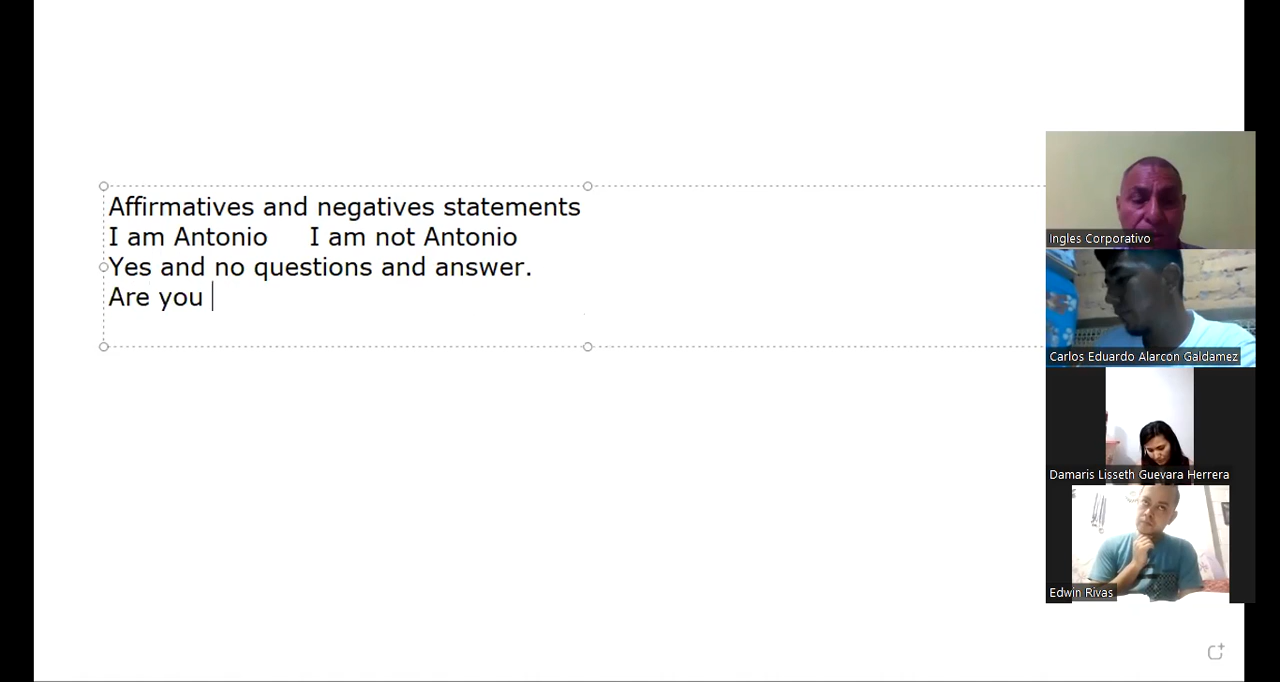 Affirmatives and negatives statements
I am Antonio I am not Antonio
Yes and no questions and answer.
Are you
Ingles Corporativo
Carlos Eduardo Alarcon Galdamez
Damaris Lisseth Guevara Herrera
Edwin Rivas